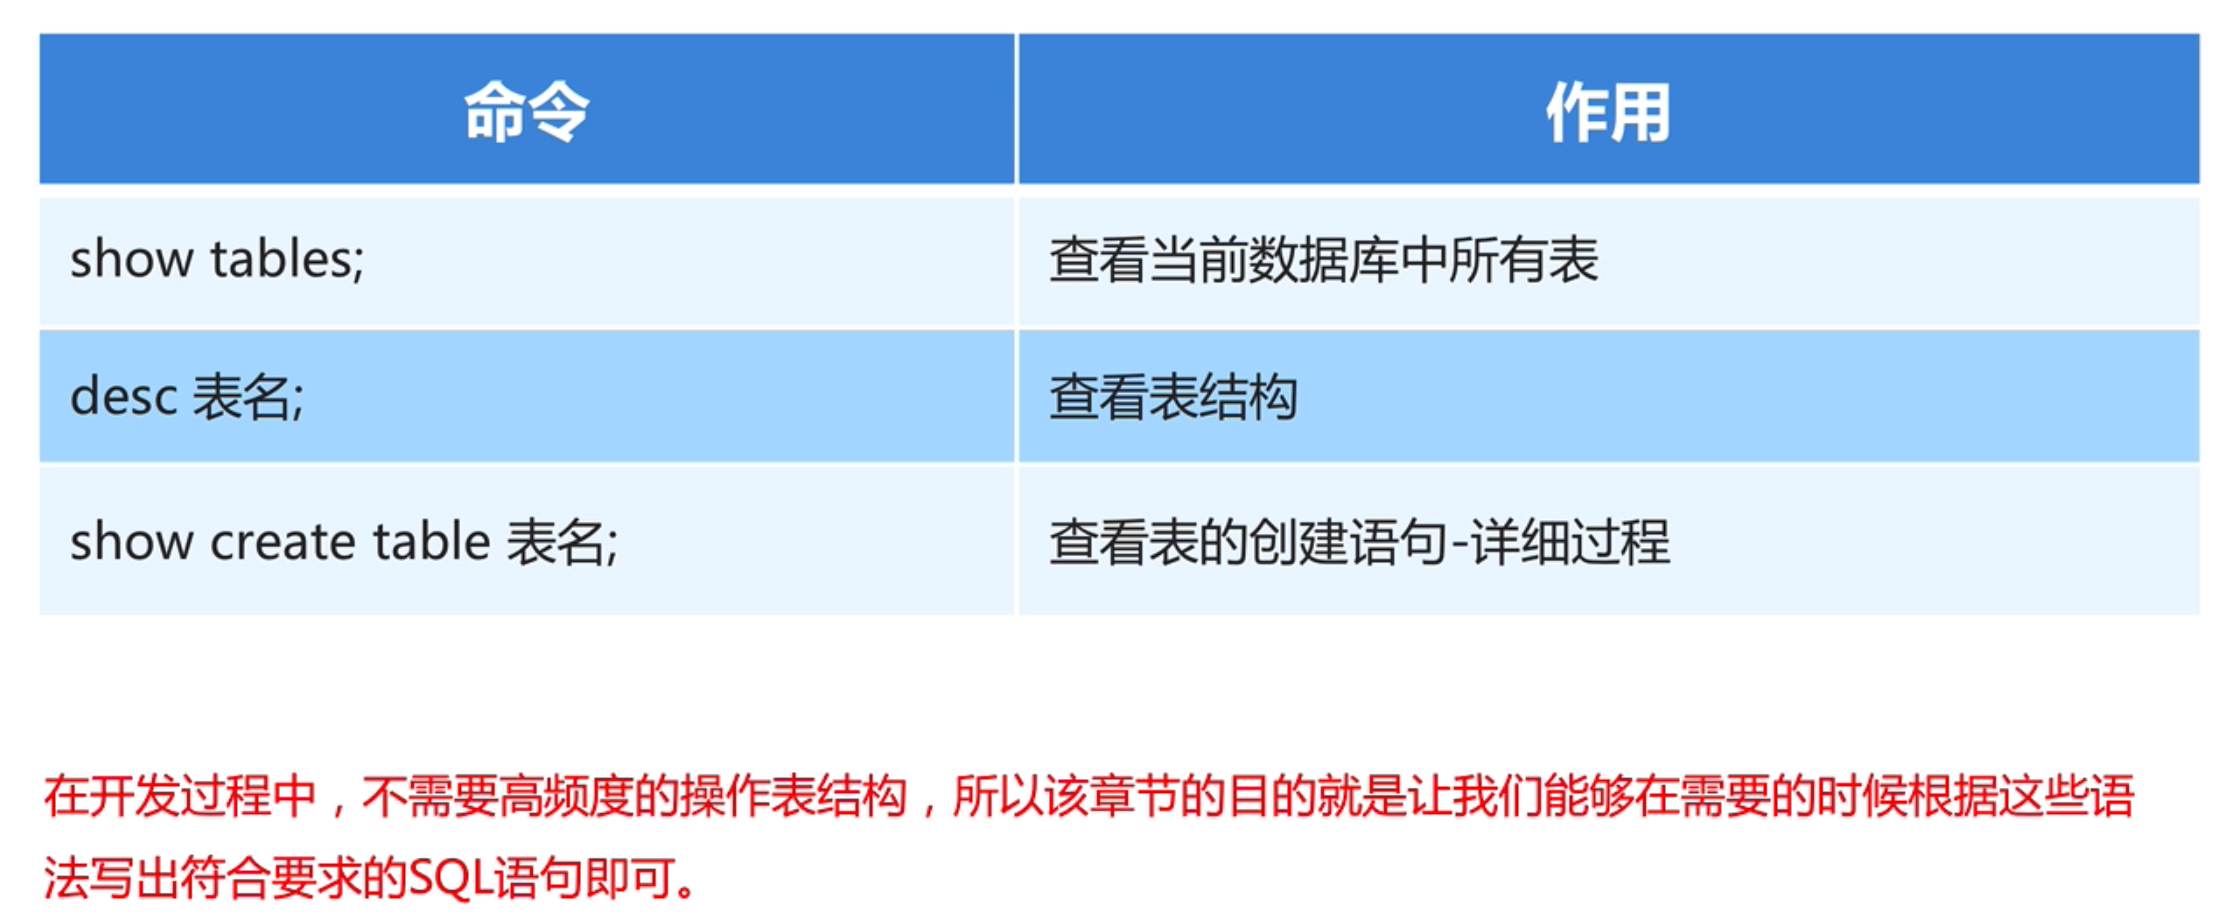 命令 作用
show tables; 查看当前数据库中所有表
desc 表名; 查看表结构
show create table 表名; 查看表的创建语句-详细过程
在开发过程中，不需要高频度的操作表结构，所以该章节的目的就是让我们能够在需要的时候根据这些语
法写出符合要求的SQL语句即可。